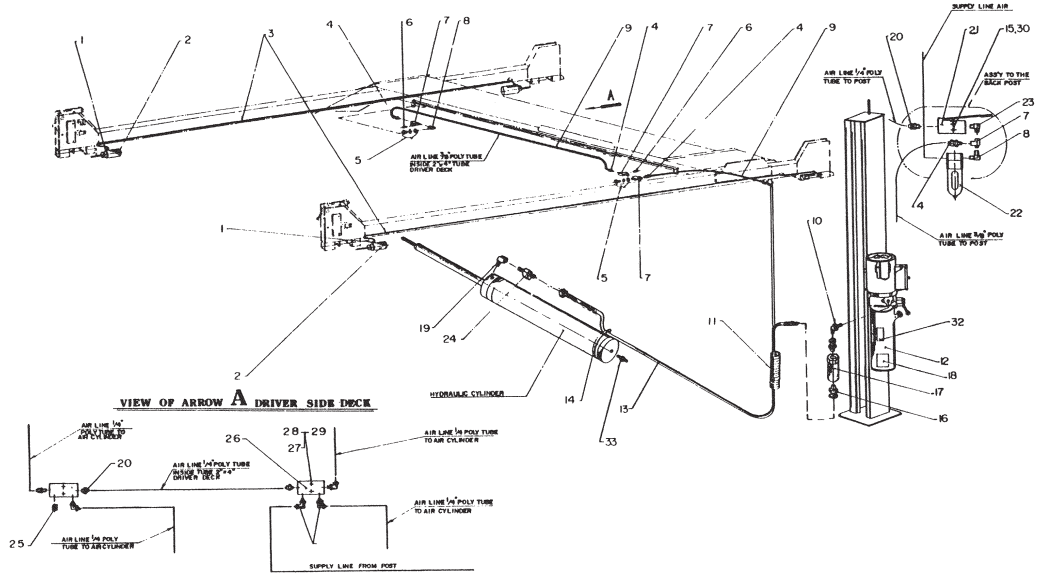 SUPPLY LINE AIR
1
2
3
4
6
7
8
9
4
7
6
4
9
20
21
15,30
AIR LINE 1/4" POLY
TUBE TO POST
ASS'Y TO THE
BACK POST
23
7
8
A
5
AIR LINE POLY TUBE
INSIDE 2"x4" TUBE
DRIVER DECK
4
22
AIR LINE POLY
TUBE TO POST
1
5
7
10
19
24
11
32
12
18
17
16
2
HYDRAULIC CYLINDER
14
13
33
VIEW OF ARROW A DRIVER SIDE DECK
AIR LINE 1/4"
POLY TUBE TO
AIR CYLINDER
20
AIR LINE 1/4" POLY TUBE
INSIDE TUBE 2"x4"
DRIVER DECK
26
28
29
27
AIR LINE 1/4 POLY TUBE
TO AIR CYLINDER
25
AIR LINE 1/4 POLY
TUBE TO AIR CYLINDER
AIR LINE 1/4" POLY TUBE
TO AIR CYLINDER
SUPPLY LINE FROM POST